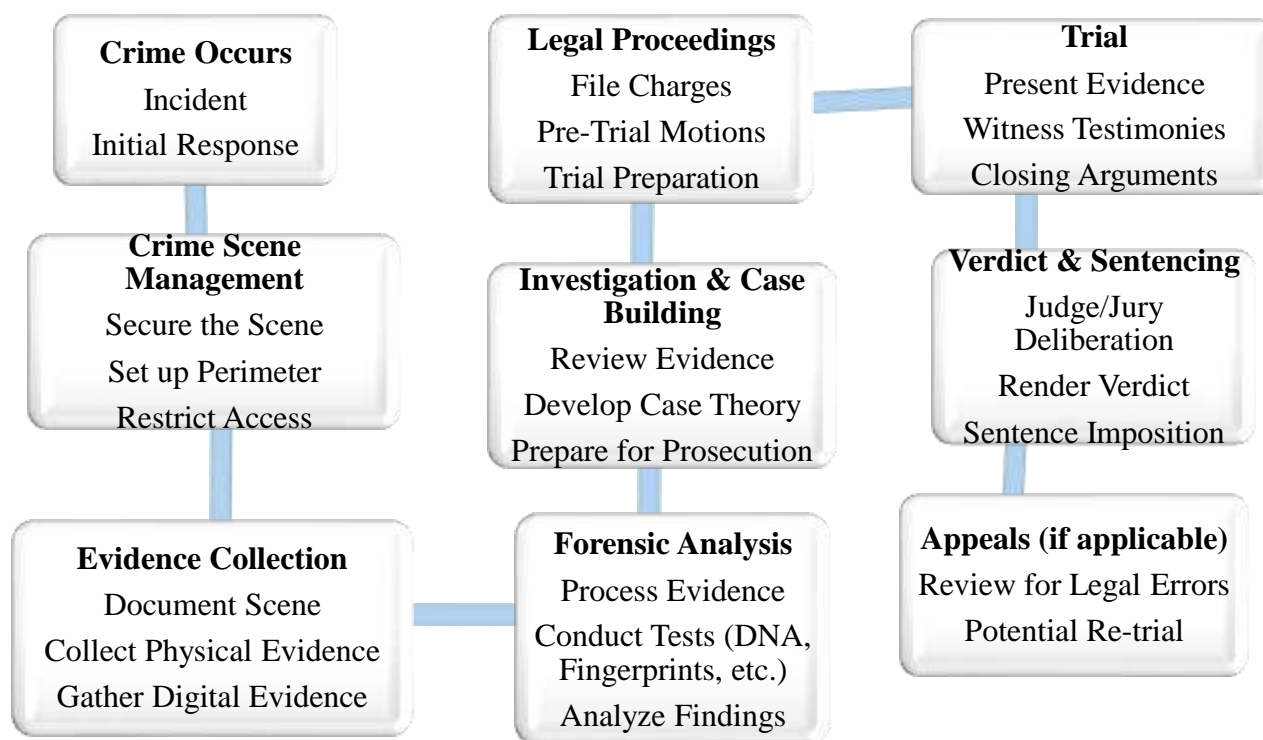 Crime Occurs
Incident
Initial Response
Crime Scene
Management
Secure the Scene
Set up Perimeter
Restrict Access
Evidence Collection
Document Scene
Collect Physical Evidence
Gather Digital Evidence
Forensic Analysis
Process Evidence
Conduct Tests (DNA,
Fingerprints, etc.)
Analyze Findings
Investigation & Case
Building
Review Evidence
Develop Case Theory
Prepare for Prosecution
Legal Proceedings
File Charges
Pre-Trial Motions
Trial Preparation
Trial
Present Evidence
Witness Testimonies
Closing Arguments
Verdict & Sentencing
Judge/Jury
Deliberation
Render Verdict
Sentence Imposition
Appeals (if applicable)
Review for Legal Errors
Potential Re-trial